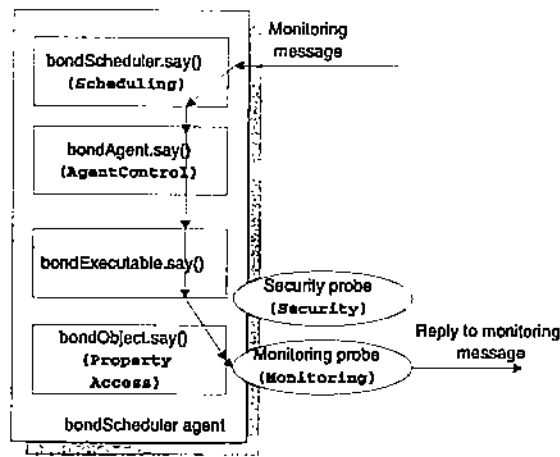 Monitoring
message
bondScheduler.say()
(Scheduling)
bondAgent.say()
(AgentControl)
bondExecutable.say()
Security probe
(Security)
bondObject.say()
(Property
Access)
Monitoring probe
(Monitoring)
Reply to monitoring
message
bondScheduler agent